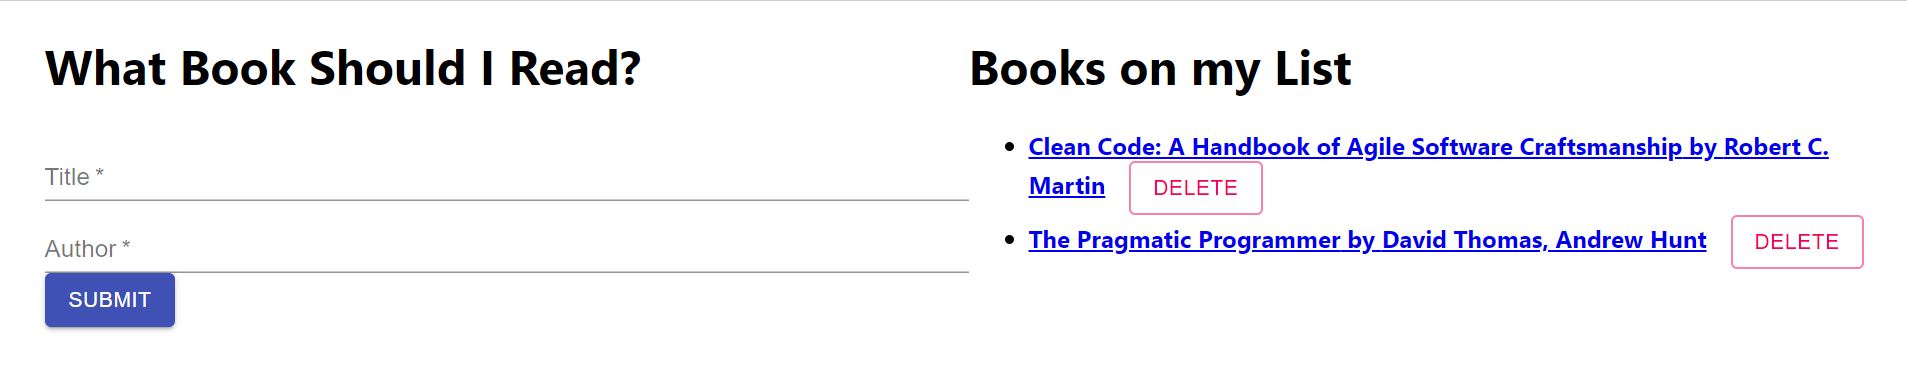 What Book Should I Read?
Title *
Author *
SUBMIT
Books on my List
Clean Code: A Handbook of Agile Software Craftsmanship by Robert C.
Martin DELETE
The Pragmatic Programmer by David Thomas, Andrew Hunt DELETE